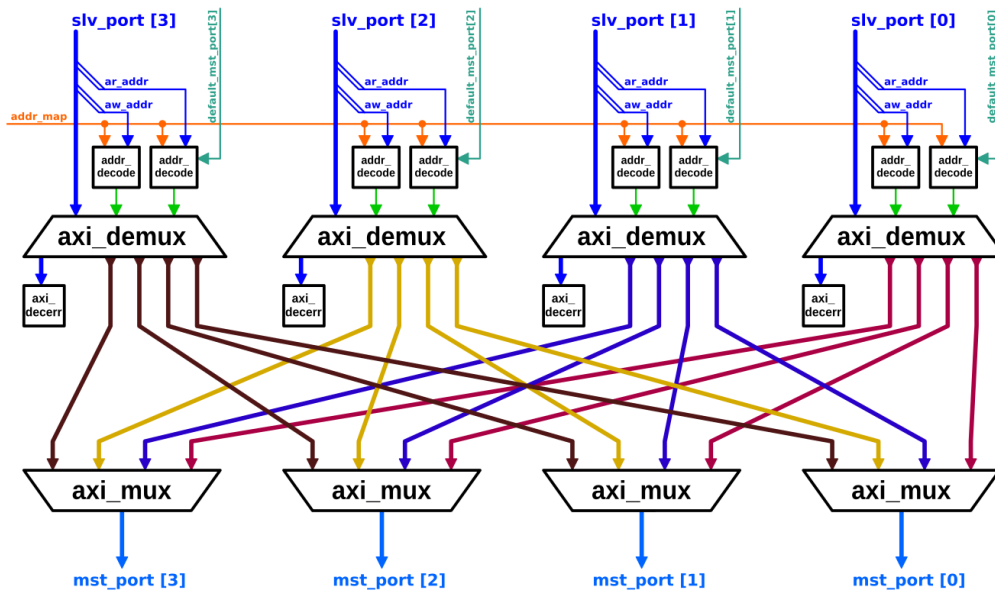 slv_port [3]
default_mst_port[3]
slv_port [2]
default_mst_port[2]
slv_port [1]
default_mst_port[1]
slv_port [0]
default_mst_port[0]
ar_addr
ar_addr
ar_addr
ar_addr
aw_addr
aw_addr
aw_addr
aw_addr
addr_map
addr_
decode
addr_
decode
addr_
decode
addr_
decode
addr_
decode
addr_
decode
addr_
decode
addr_
decode
axi_demux
axi_demux
axi_demux
axi_demux
axi_
decerr
axi_
decerr
axi_
decerr
axi_
decerr
axi_mux
axi_mux
axi_mux
axi_mux
mst_port [3]
mst_port [2]
mst_port [1]
mst_port [0]